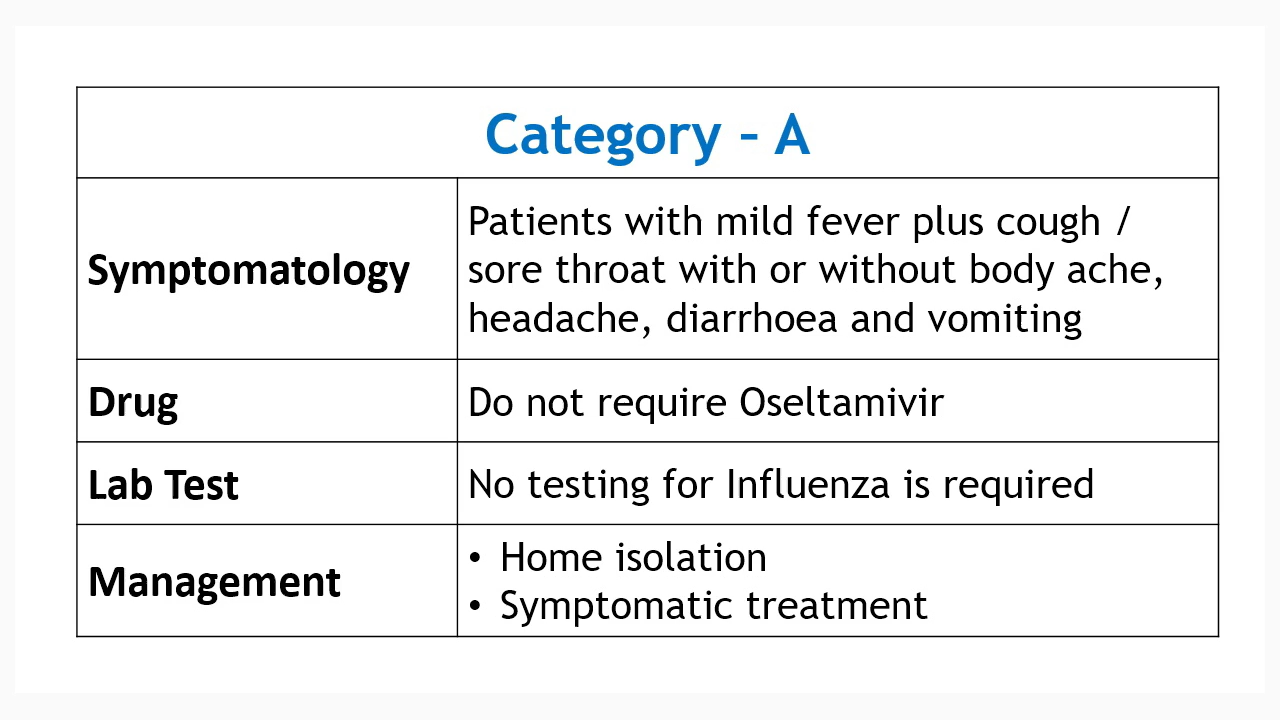 Category – A
Symptomatology
Patients with mild fever plus cough /
sore throat with or without body ache,
headache, diarrhoea and vomiting
Drug
Do not require Oseltamivir
Lab Test
No testing for Influenza is required
Management
• Home isolation
• Symptomatic treatment